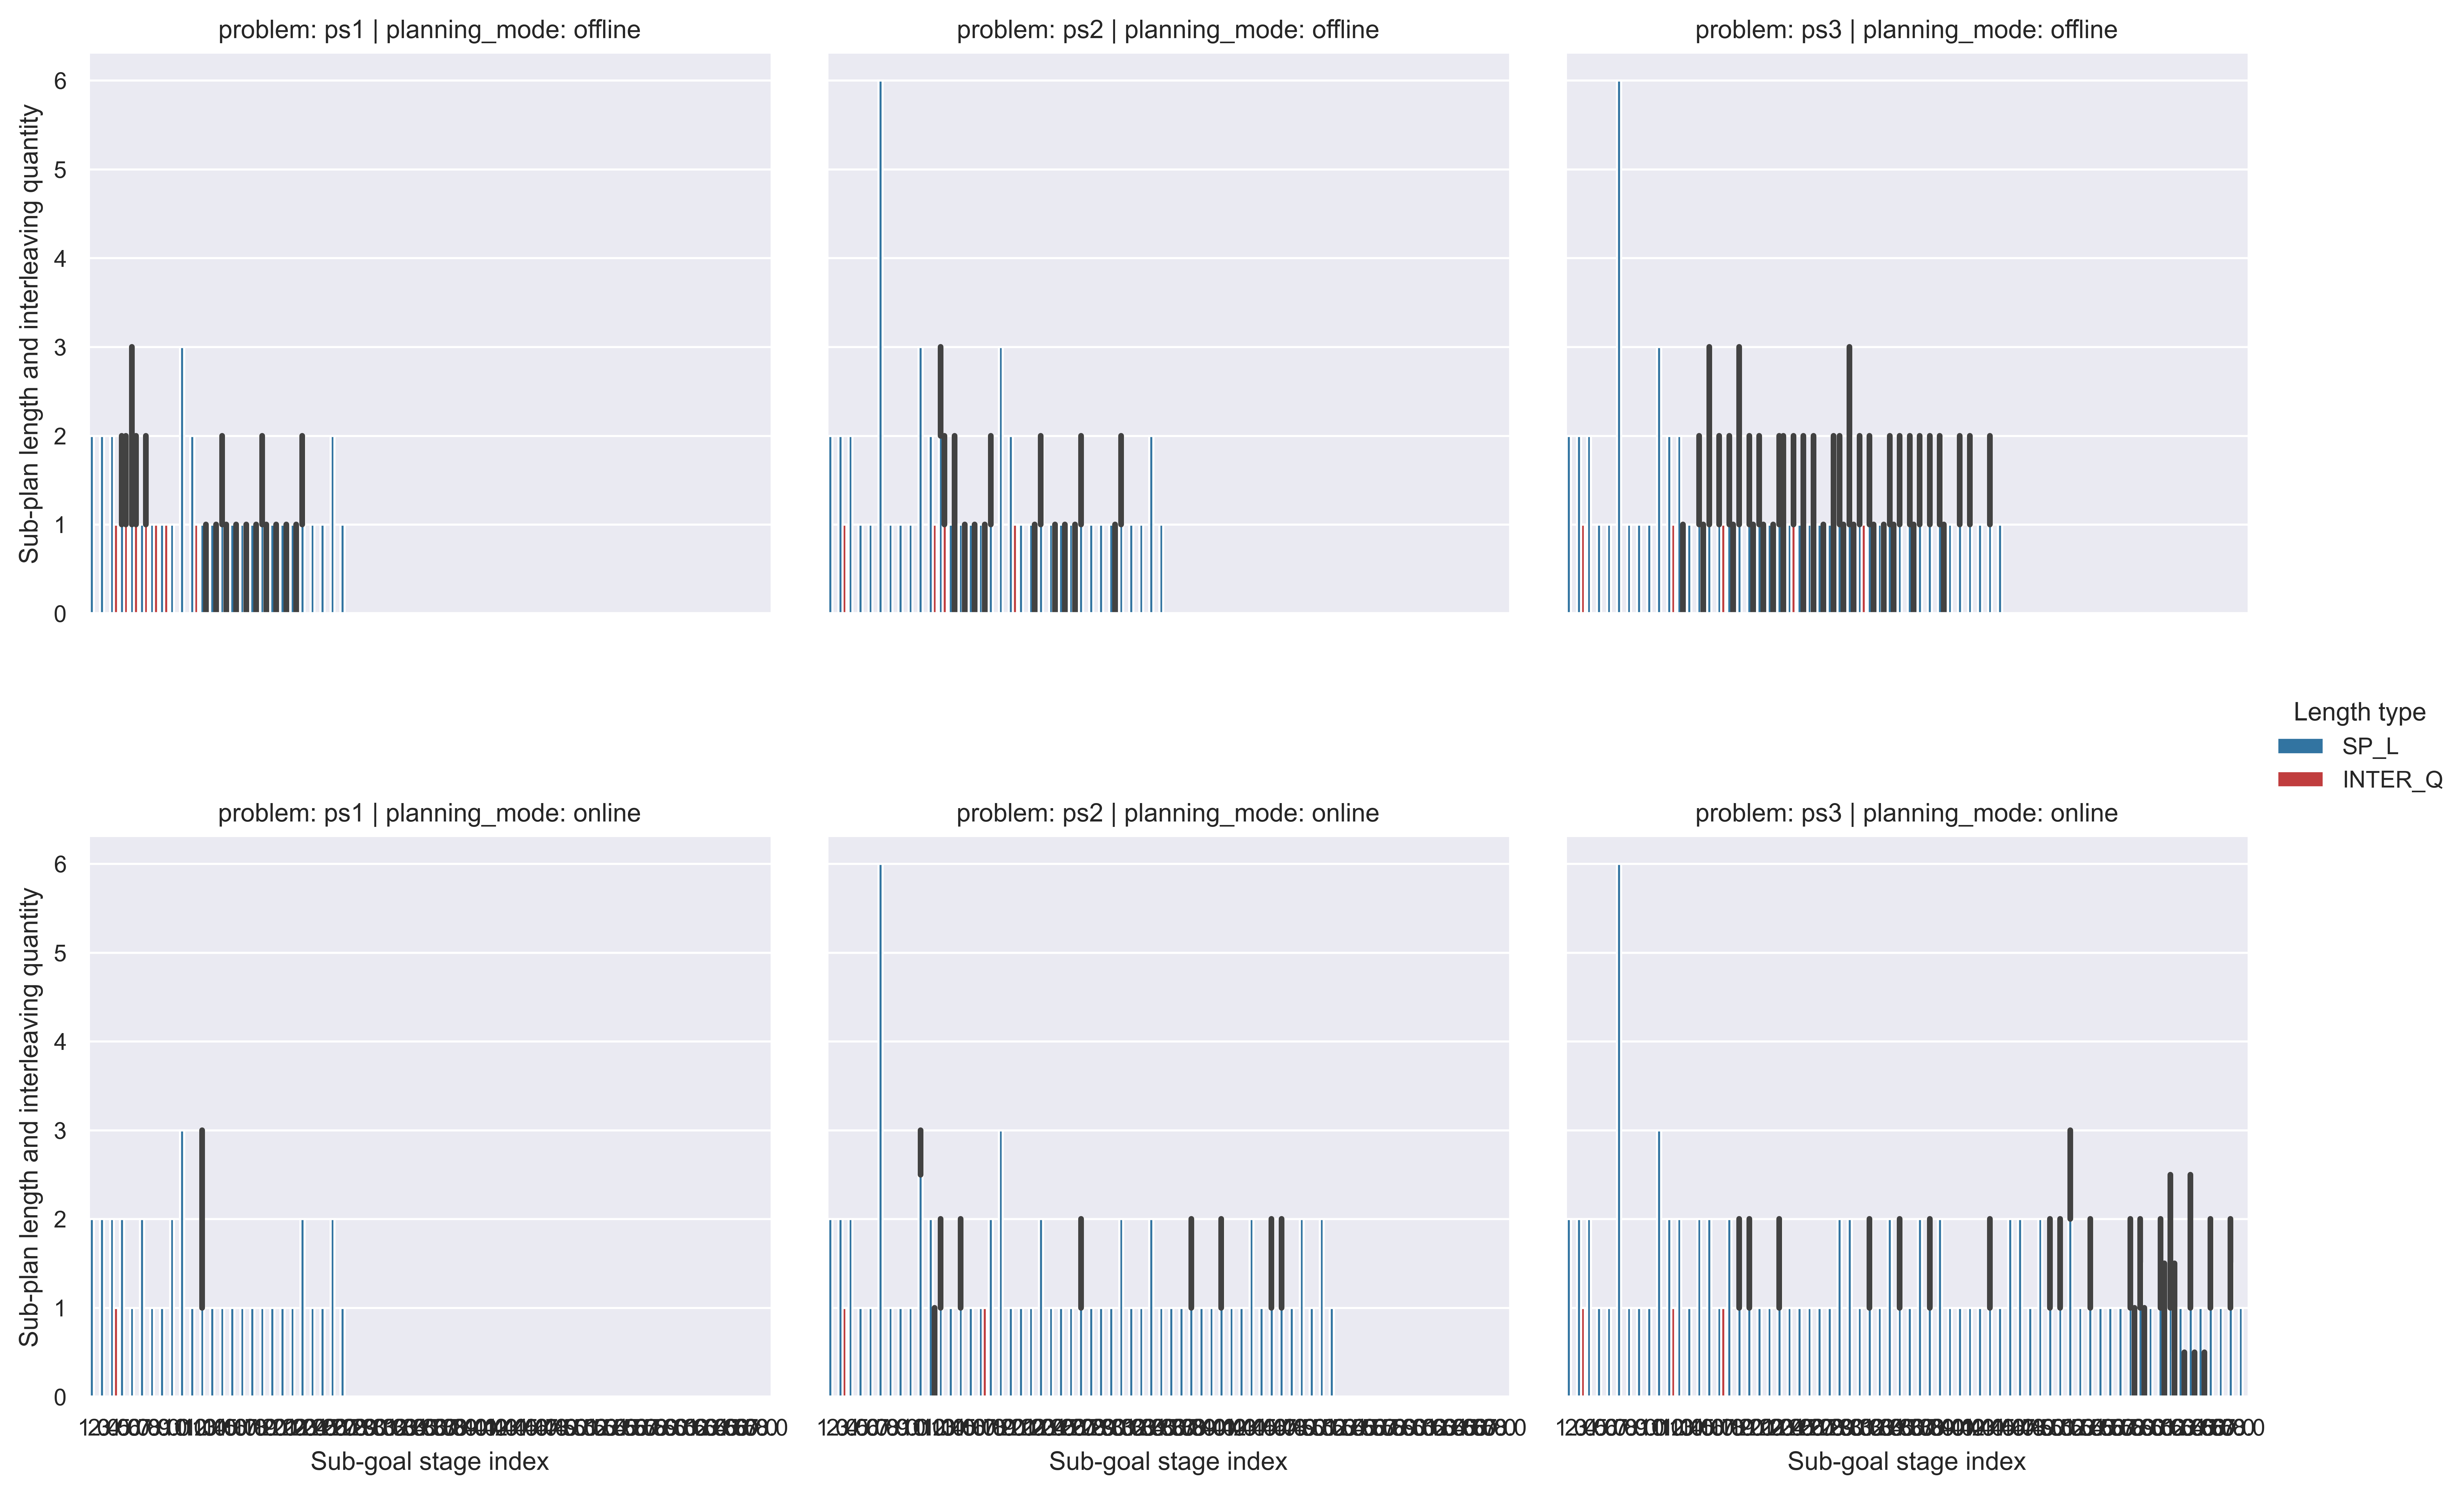 problem: ps1 | planning_mode: offline
problem: ps2 | planning_mode: offline
problem: ps3 | planning_mode: offline
Sub-plan length and interleaving quantity
6
5
4
3
2
1
0
Length type
SP_L
INTER_Q
problem: ps1 | planning_mode: online
problem: ps2 | planning_mode: online
problem: ps3 | planning_mode: online
Sub-plan length and interleaving quantity
6
5
4
3
2
1
0
Sub-goal stage index
Sub-goal stage index
Sub-goal stage index